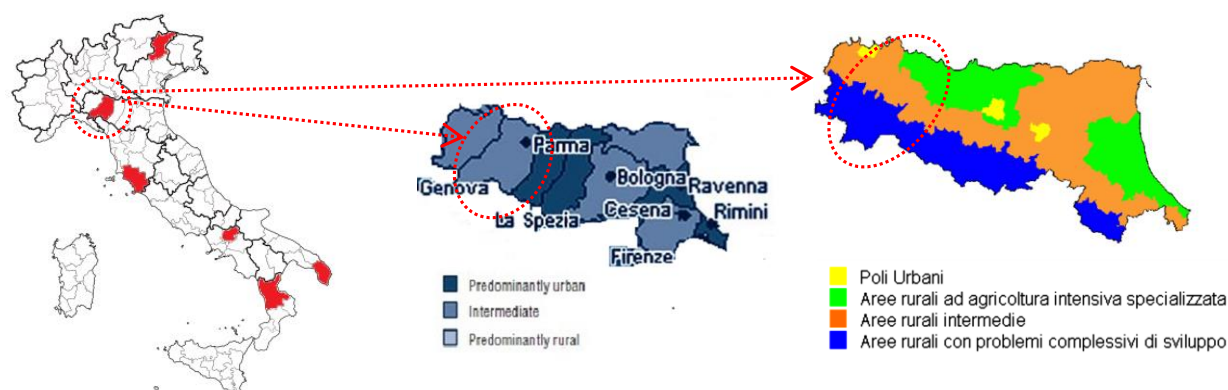 Parma
Genova
Bologna
Ravenna
La Spezia
Cesena
Rimini
Firenze
Predominantly urban
Intermediate
Predominantly rural
Poli Urbani
Aree rurali ad agricoltura intensiva specializzata
Aree rurali intermedie
Aree rurali con problemi complessivi di sviluppo